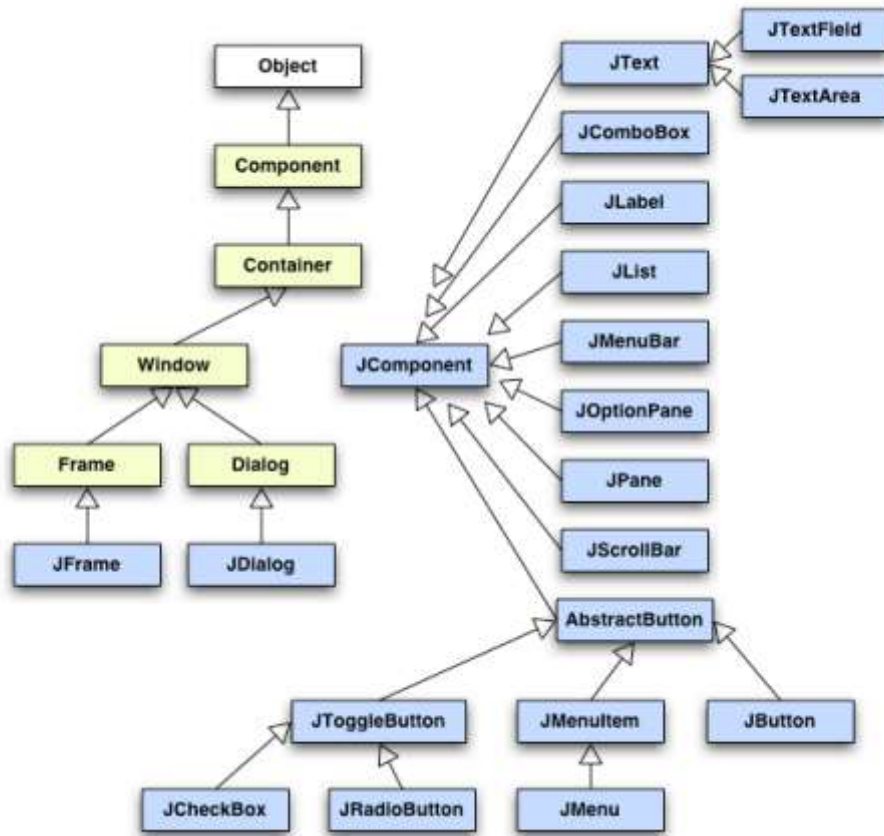 Object
Component
Container
Window
Frame
Dialog
JFrame
JDialog
JComponent
JText
JTextField
JTextArea
JComboBox
JLabel
JList
JMenuBar
JOptionPane
JPane
JScrollBar
AbstractButton
JToggleButton
JMenuItem
JButton
JCheckBox
JRadioButton
JMenu